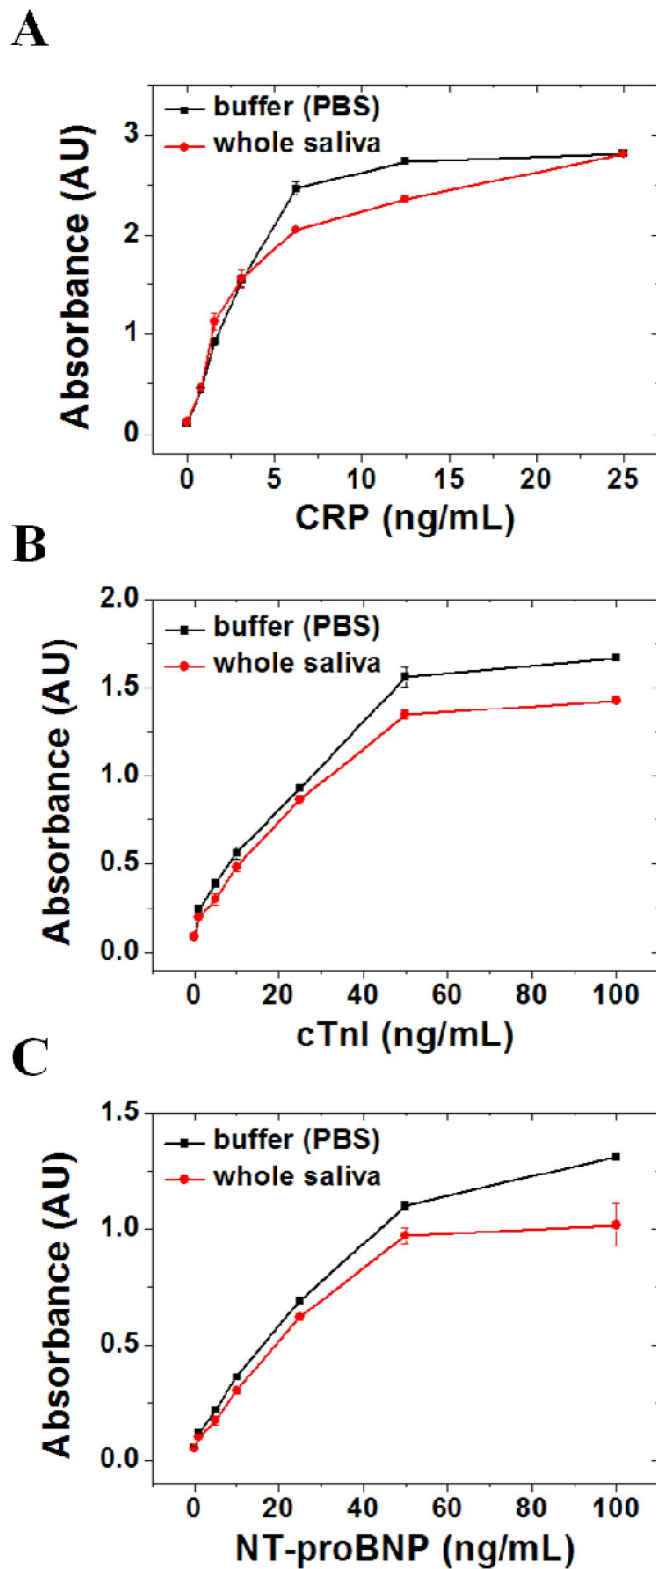 A
buffer (PBS)
whole saliva
3
2
1
0
Absorbance (AU)
0 5 10 15 20 25
CRP (ng/mL)
B
2.0
buffer (PBS)
whole saliva
1.5
1.0
0.5
0.0
Absorbance (AU)
0 20 40 60 80 100
cTnI (ng/mL)
C
1.5
buffer (PBS)
whole saliva
1.0
0.5
0.0
Absorbance (AU)
0 20 40 60 80 100
NT-proBNP (ng/mL)